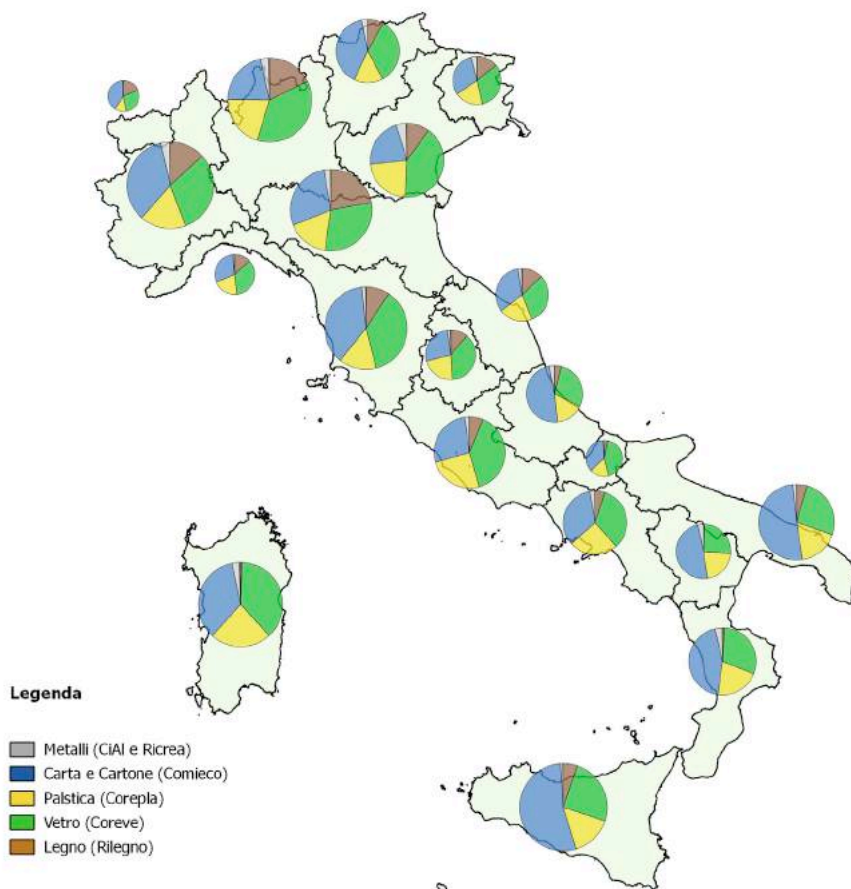 Legenda
Metalli (CiAl e Ricrea)
Carta e Cartone (Comieco)
Palstica (Corepla)
Vetro (Coreve)
Legno (Rilegno)